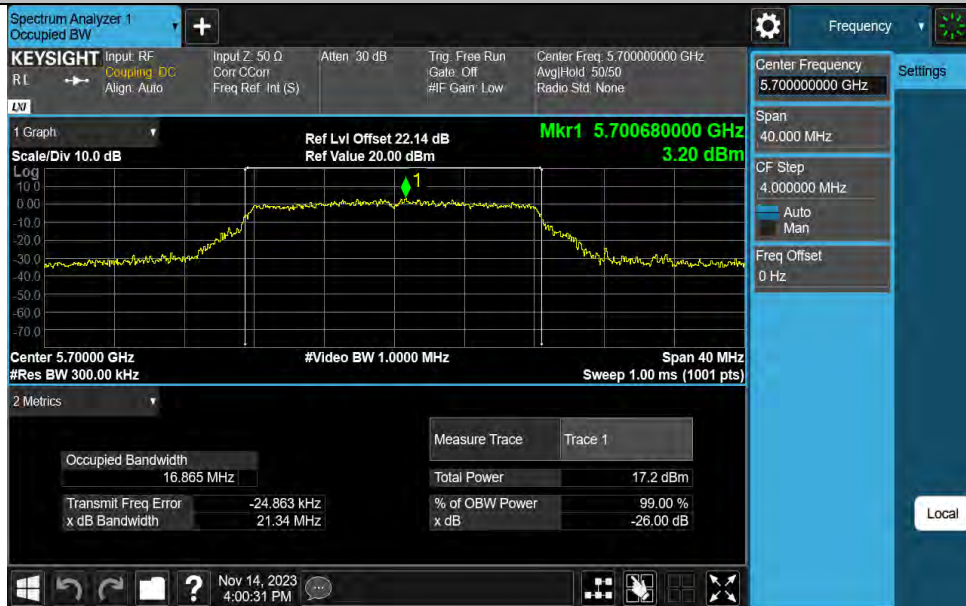 Spectrum Analyzer 1
Occupied BW
+
Frequency
KEYSIGHT
Input: RF
Coupling: DC
Align: Auto
Input Z: 50 Ω
Corr CCorr
Freq Ref: Int (S)
Atten: 30 dB
Trig: Free Run
Gate: Off
#IF Gain: Low
Center Freq: 5.700000000 GHz
Avg|Hold: 50/50
Radio Std: None
LXI
1 Graph
Scale/Div 10.0 dB
Ref Lvl Offset 22.14 dB
Ref Value 20.00 dBm
Mkr1 5.700680000 GHz
3.20 dBm
Log
10.0
0.00
-10.0
-20.0
-30.0
-40.0
-50.0
-70.0
1
Center 5.70000 GHz
#Res BW 300.00 kHz
#Video BW 1.0000 MHz
Span 40 MHz
Sweep 1.00 ms (1001 pts)
2 Metrics
Measure Trace Trace 1
Occupied Bandwidth
16.865 MHz
Total Power 17.2 dBm
Transmit Freq Error -24.863 kHz
% of OBW Power 99.00 %
x dB Bandwidth 21.34 MHz
x dB -26.00 dB
Center Frequency
5.700000000 GHz
Settings
Span
40.000 MHz
CF Step
4.000000 MHz
Auto
Man
Freq Offset
0 Hz
Local
?
Nov 14, 2023
4:00:31 PM